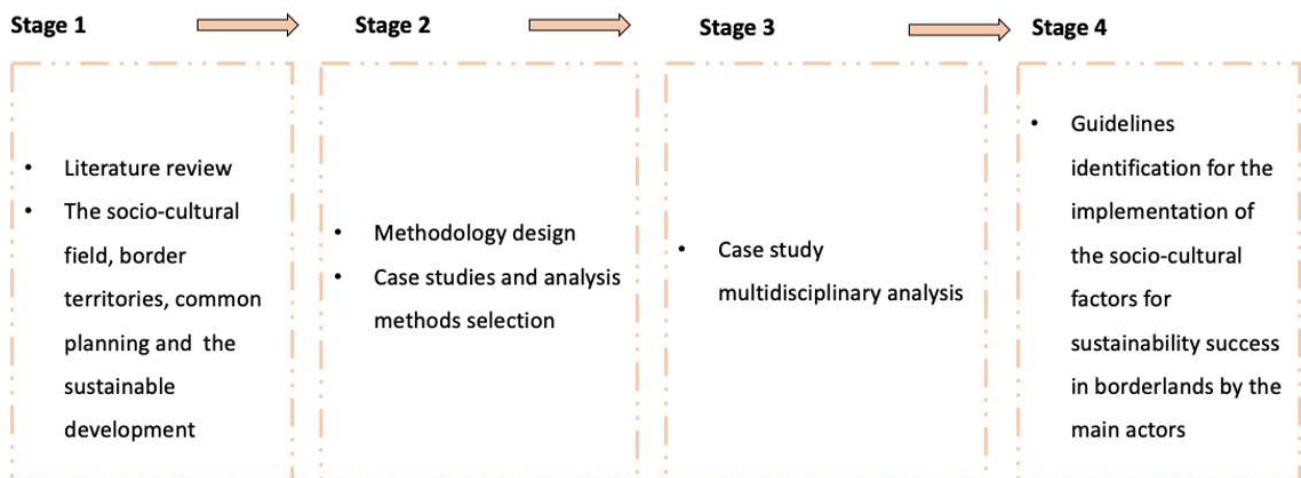 Stage 1
Stage 2
Stage 3
Stage 4
• Literature review
• The socio-cultural
field, border
territories, common
planning and the
sustainable
development
• Methodology design
• Case studies and analysis
methods selection
• Case study
multidisciplinary analysis
• Guidelines
identification for the
implementation of
the socio-cultural
factors for
sustainability success
in borderlands by the
main actors